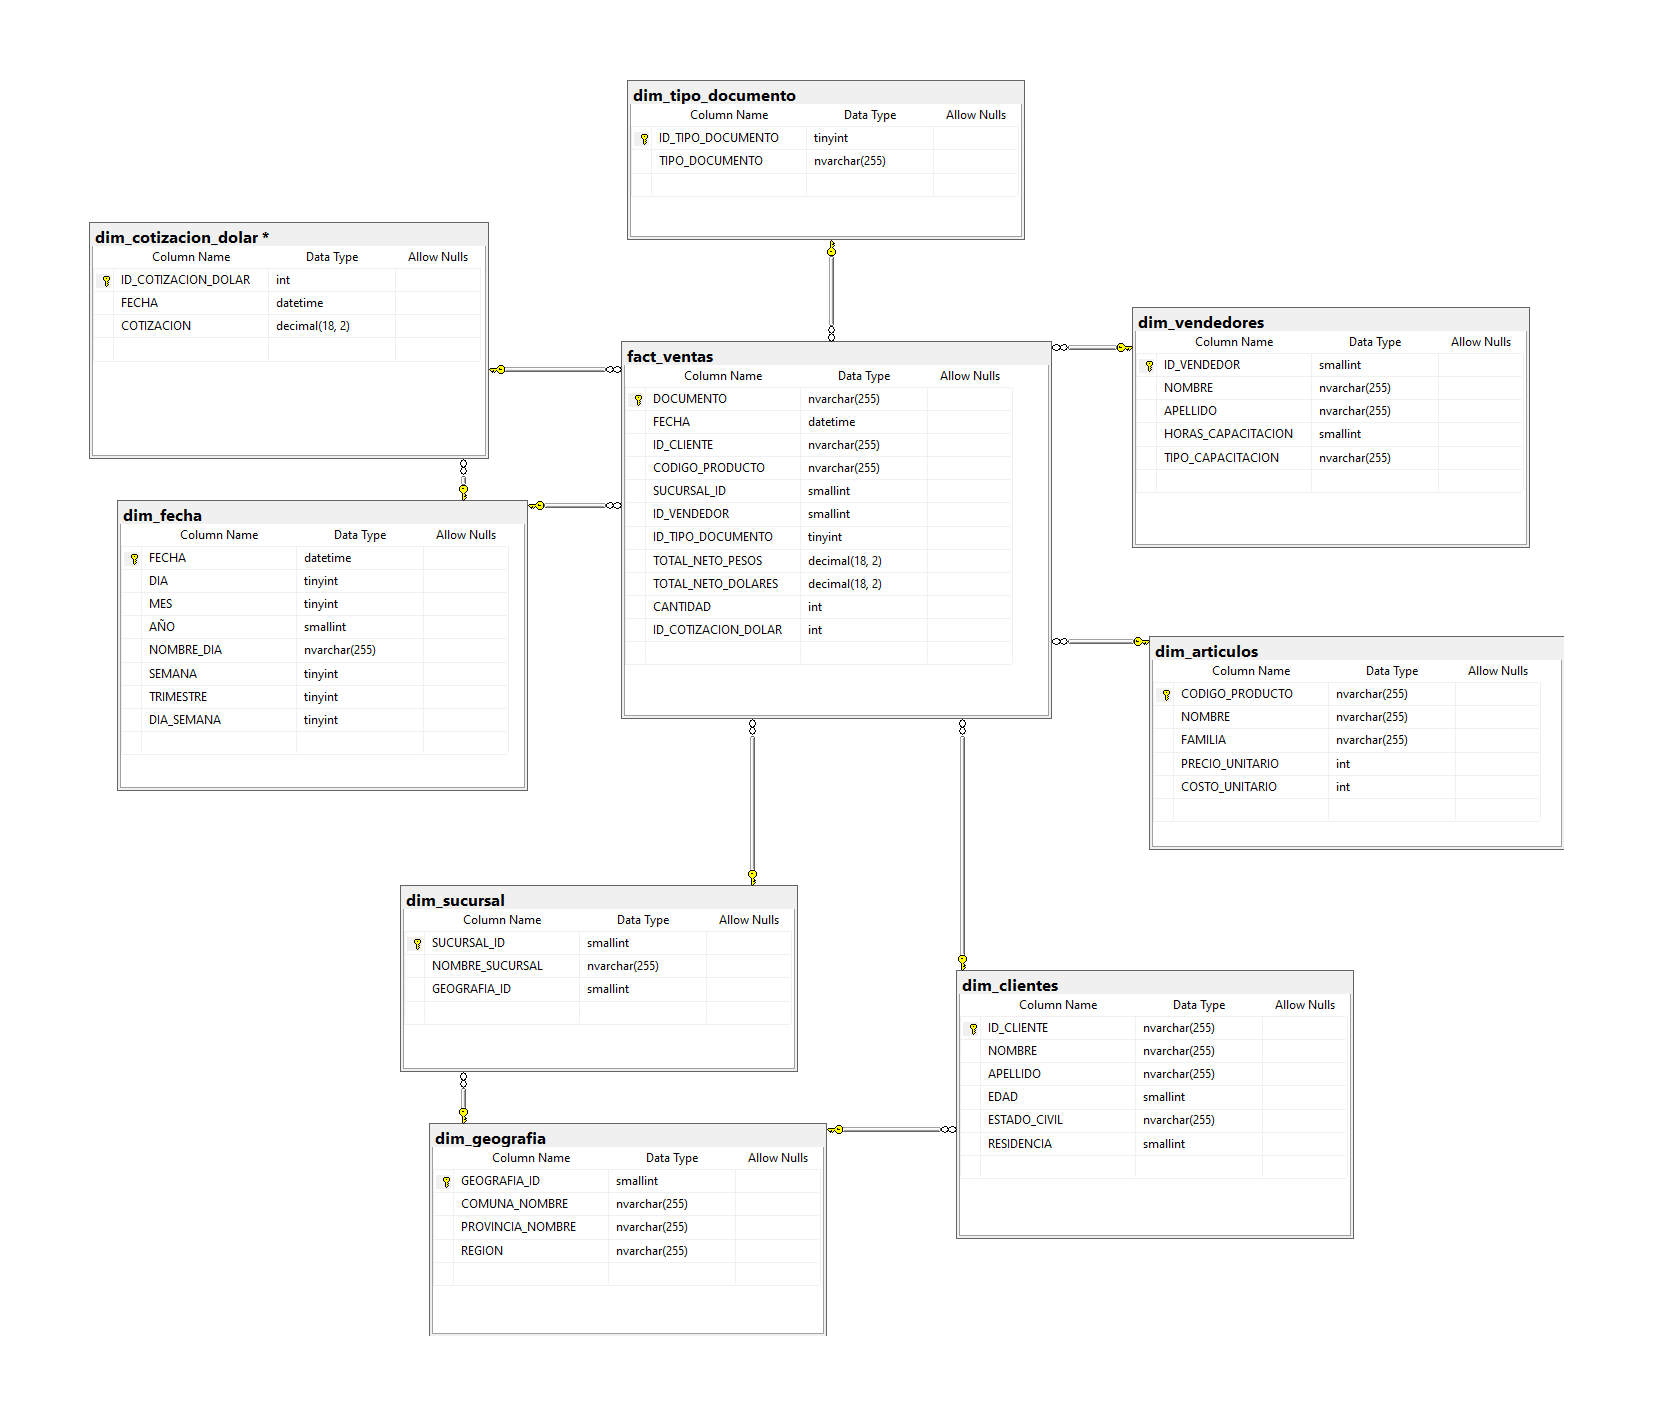 dim_tipo_documento
Column Name Data Type Allow Nulls
ID_TIPO_DOCUMENTO tinyint
TIPO_DOCUMENTO nvarchar(255)
dim_cotizacion_dolar *
Column Name Data Type Allow Nulls
ID_COTIZACION_DOLAR int
FECHA datetime
COTIZACION decimal(18, 2)
dim_vendedores
Column Name Data Type Allow Nulls
ID_VENDEDOR smallint
NOMBRE nvarchar(255)
APELLIDO nvarchar(255)
HORAS_CAPACITACION smallint
TIPO_CAPACITACION nvarchar(255)
fact_ventas
Column Name Data Type Allow Nulls
DOCUMENTO nvarchar(255)
FECHA datetime
ID_CLIENTE nvarchar(255)
CODIGO_PRODUCTO nvarchar(255)
SUCURSAL_ID smallint
ID_VENDEDOR smallint
ID_TIPO_DOCUMENTO tinyint
TOTAL_NETO_PESOS decimal(18, 2)
TOTAL_NETO_DOLARES decimal(18, 2)
CANTIDAD int
ID_COTIZACION_DOLAR int
dim_fecha
Column Name Data Type Allow Nulls
FECHA datetime
DIA tinyint
MES tinyint
AÑO smallint
NOMBRE_DIA nvarchar(255)
SEMANA tinyint
TRIMESTRE tinyint
DIA_SEMANA tinyint
dim_articulos
Column Name Data Type Allow Nulls
CODIGO_PRODUCTO nvarchar(255)
NOMBRE nvarchar(255)
FAMILIA nvarchar(255)
PRECIO_UNITARIO int
COSTO_UNITARIO int
dim_sucursal
Column Name Data Type Allow Nulls
SUCURSAL_ID smallint
NOMBRE_SUCURSAL nvarchar(255)
GEOGRAFIA_ID smallint
dim_clientes
Column Name Data Type Allow Nulls
ID_CLIENTE nvarchar(255)
NOMBRE nvarchar(255)
APELLIDO nvarchar(255)
EDAD smallint
ESTADO_CIVIL nvarchar(255)
RESIDENCIA smallint
dim_geografia
Column Name Data Type Allow Nulls
GEOGRAFIA_ID smallint
COMUNA_NOMBRE nvarchar(255)
PROVINCIA_NOMBRE nvarchar(255)
REGION nvarchar(255)